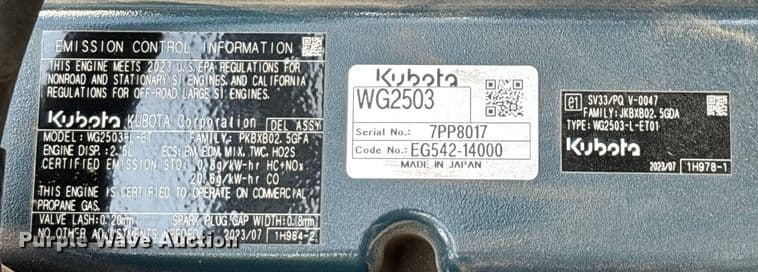 EMISSION CONTROL INFORMATION
THIS ENGINE MEETS 2023 U.S. EPA REGULATIONS FOR
NONROAD AND STATIONARY SI ENGINES, AND CALIFORNIA
REGULATIONS FOR OFF-ROAD LARGE SI ENGINES.
Kubota KUBOTA Corporation DEL ASSY
MODEL: WG2503-L-ET FAMILY: PKBXB02.5GFA
ENGINE DISP.: 2.5L ECS: BM,EGM, MIX, TWC, HO2S
CERTIFIED EMISSION STD.: 0.8g/kW-hr HC+NOx
20.6g/kW-hr CO
THIS ENGINE IS CERTIFIED TO OPERATE ON COMMERCIAL
PROPANE GAS.
VALVE LASH: 0.20mm SPARK PLUG GAP WIDTH: 0.8mm
NO OTHER ADJUSTMENTS NEEDED. 2023/07 1H984-2
Kubota
WG2503
Serial No.: 7PP8017
Code No.: EG542-14000
MADE IN JAPAN
e1 SV33/PQ V-0047
FAMILY: JKBXB02.5GDA
TYPE: WG2503-L-ET01
Kubota
2023/07 1H978-1
Purple Wave Auction